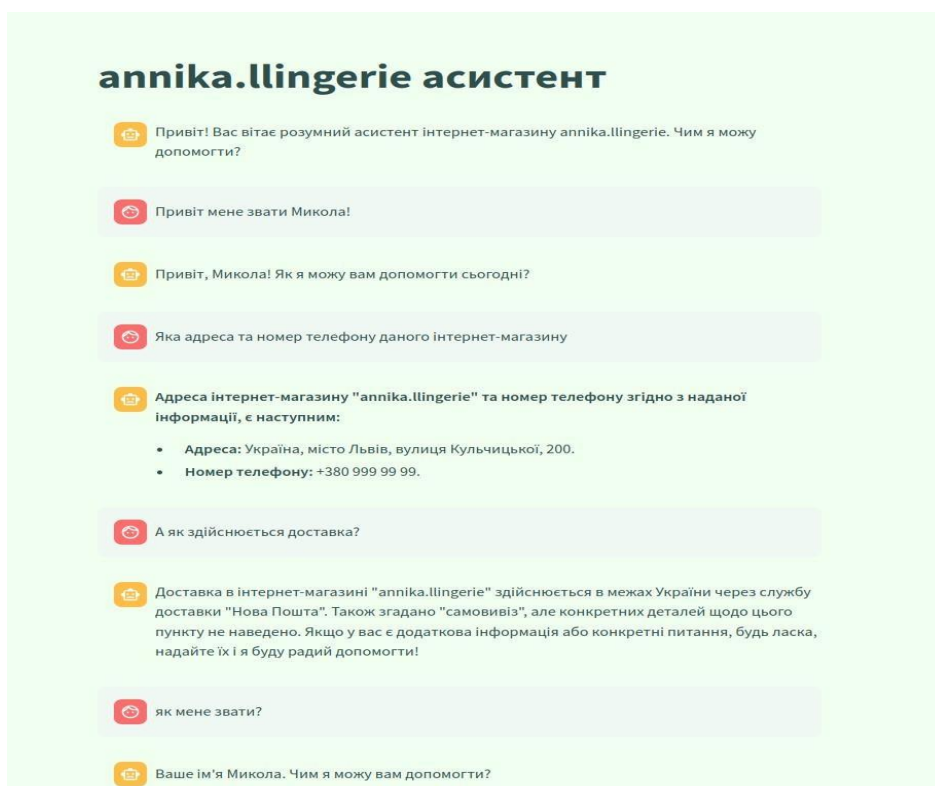 annika.llingerie асистент
Привіт! Вас вітає розумний асистент інтернет-магазину annika.llingerie. Чим я можу
допомогти?
Привіт мене звати Микола!
Привіт, Микола! Як я можу вам допомогти сьогодні?
Яка адреса та номер телефону даного інтернет-магазину
Адреса інтернет-магазину "annika.llingerie" та номер телефону згідно з наданої
інформації, є наступним:
• Адреса: Україна, місто Львів, вулиця Кульчицької, 200.
• Номер телефону: +380 999 99 99.
А як здійснюється доставка?
Доставка в інтернет-магазині "annika.llingerie" здійснюється в межах України через службу
доставки "Нова Пошта". Також згадано "самовивіз", але конкретних деталей щодо цього
пункту не наведено. Якщо у вас є додаткова інформація або конкретні питання, будь ласка,
надайте їх і я буду радий допомогти!
як мене звати?
Ваше ім'я Микола. Чим я можу вам допомогти?